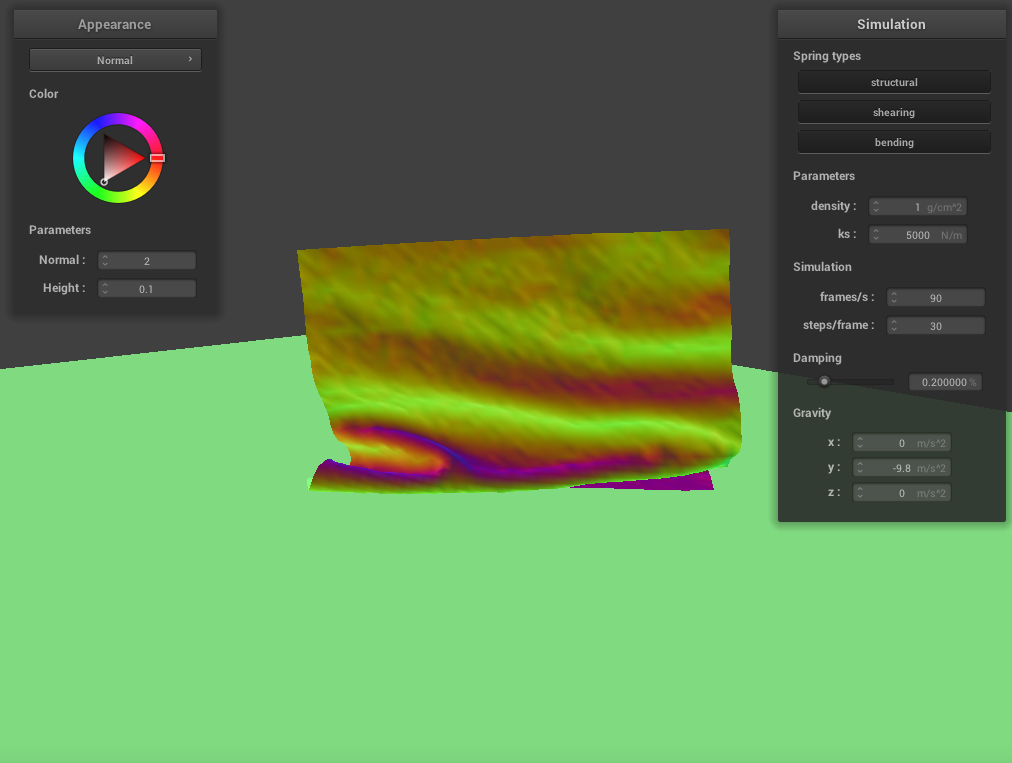 Appearance
Normal
Color
Parameters
Normal : 2
Height : 0.1
Simulation
Spring types
structural
shearing
bending
Parameters
density : 1 g/cm^2
ks : 5000 N/m
Simulation
frames/s : 90
steps/frame : 30
Damping
0.200000 %
Gravity
x : 0 m/s^2
y : -9.8 m/s^2
z : 0 m/s^2